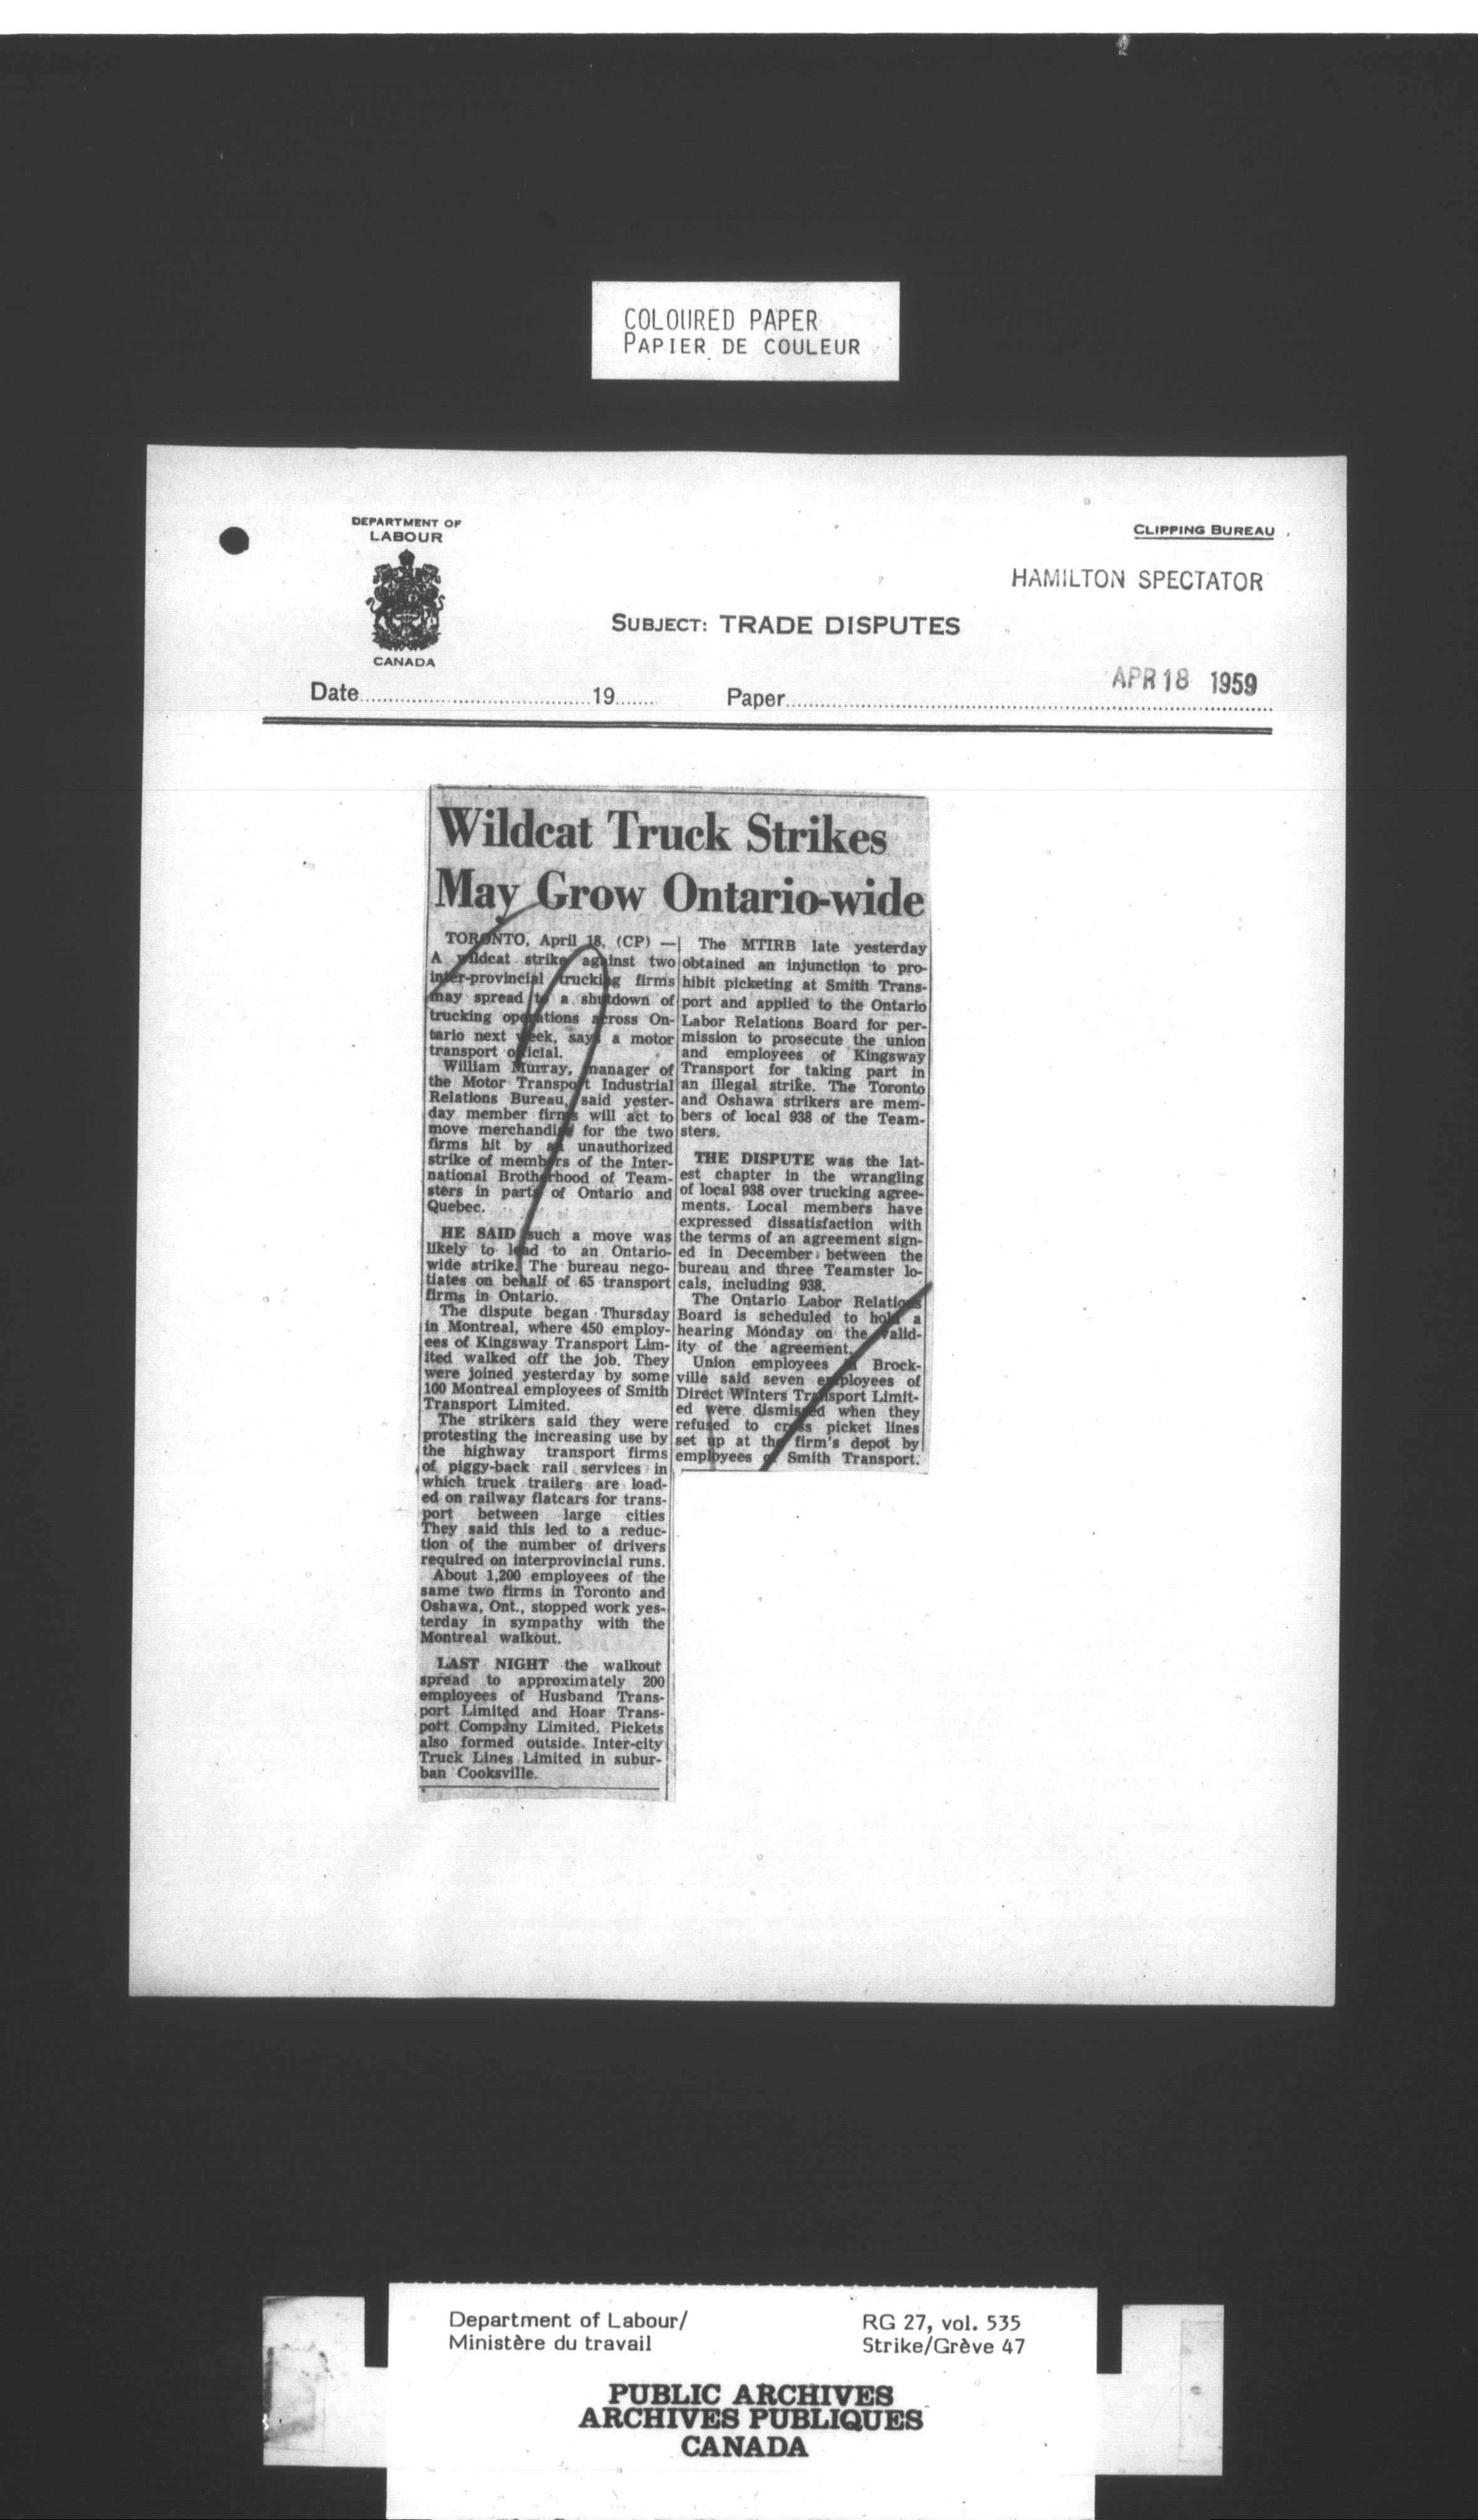 COLOURED PAPER
PAPIER DE COULEUR
DEPARTMENT OF
LABOUR
CANADA
CLIPPING BUREAU
HAMILTON SPECTATOR
SUBJECT: TRADE DISPUTES
APR 18 1959
Date.....................................19....... Paper...............................................................................
Wildcat Truck Strikes
May Grow Ontario-wide
TORONTO, April 18, (CP) —
A wildcat strike against two
inter-provincial trucking firms
may spread to a shutdown of
trucking operations across On-
tario next week, says a motor
transport official.
William Murray, manager of
the Motor Transport Industrial
Relations Bureau, said yester-
day member firms will act to
move merchandise for the two
firms hit by an unauthorized
strike of members of the Inter-
national Brotherhood of Team-
sters in parts of Ontario and
Quebec.
HE SAID such a move was
likely to lead to an Ontario-
wide strike. The bureau nego-
tiates on behalf of 65 transport
firms in Ontario.
The dispute began Thursday
in Montreal, where 450 employ-
ees of Kingsway Transport Lim-
ited walked off the job. They
were joined yesterday by some
100 Montreal employees of Smith
Transport Limited.
The strikers said they were
protesting the increasing use by
the highway transport firms
of piggy-back rail services in
which truck trailers are load-
ed on railway flatcars for trans-
port between large cities
They said this led to a reduc-
tion of the number of drivers
required on interprovincial runs.
About 1,200 employees of the
same two firms in Toronto and
Oshawa, Ont., stopped work yes-
terday in sympathy with the
Montreal walkout.
LAST NIGHT the walkout
spread to approximately 200
employees of Husband Trans-
port Limited and Hoar Trans-
port Company Limited. Pickets
also formed outside Inter-city
Truck Lines Limited in subur-
ban Cooksville.
The MTIRB late yesterday
obtained an injunction to pro-
hibit picketing at Smith Trans-
port and applied to the Ontario
Labor Relations Board for per-
mission to prosecute the union
and employees of Kingsway
Transport for taking part in
an illegal strike. The Toronto
and Oshawa strikers are mem-
bers of local 938 of the Team-
sters.
THE DISPUTE was the lat-
est chapter in the wrangling
of local 938 over trucking agree-
ments. Local members have
expressed dissatisfaction with
the terms of an agreement sign-
ed in December between the
bureau and three Teamster lo-
cals, including 938.
The Ontario Labor Relations
Board is scheduled to hold a
hearing Monday on the valid-
ity of the agreement.
Union employees in Brock-
ville said seven employees of
Direct Winters Transport Limit-
ed were dismissed when they
refused to cross picket lines
set up at the firm's depot by
employees of Smith Transport.
Department of Labour/
Ministère du travail
RG 27, vol. 535
Strike/Grève 47
PUBLIC ARCHIVES
ARCHIVES PUBLIQUES
CANADA